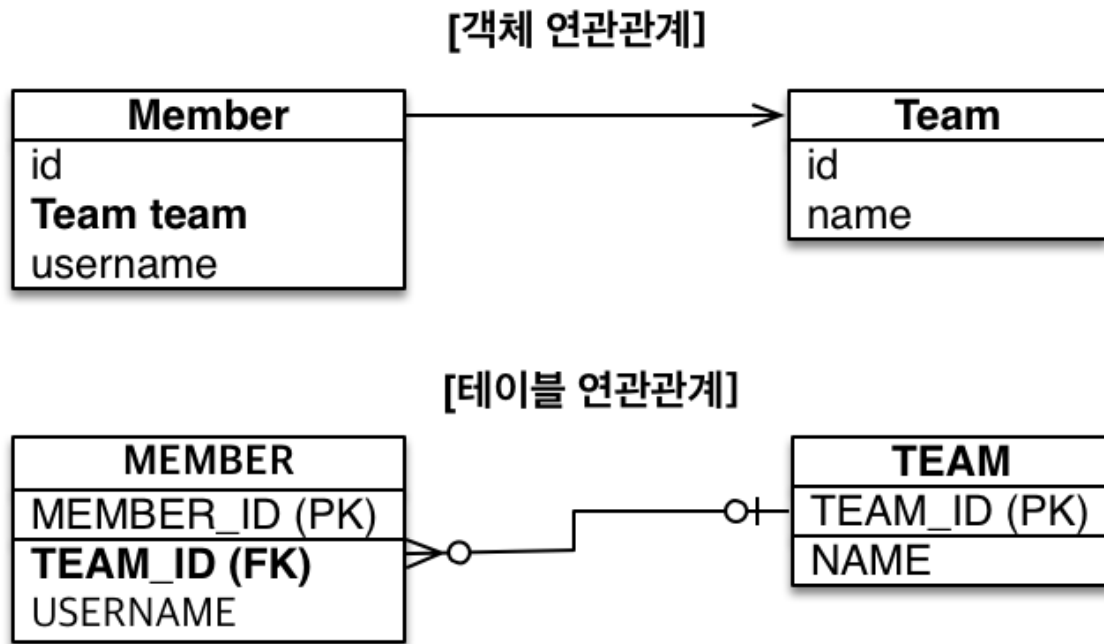 [객체 연관관계]
Member
id
Team team
username
Team
id
name
[테이블 연관관계]
MEMBER
MEMBER_ID (PK)
TEAM_ID (FK)
USERNAME
TEAM
TEAM_ID (PK)
NAME